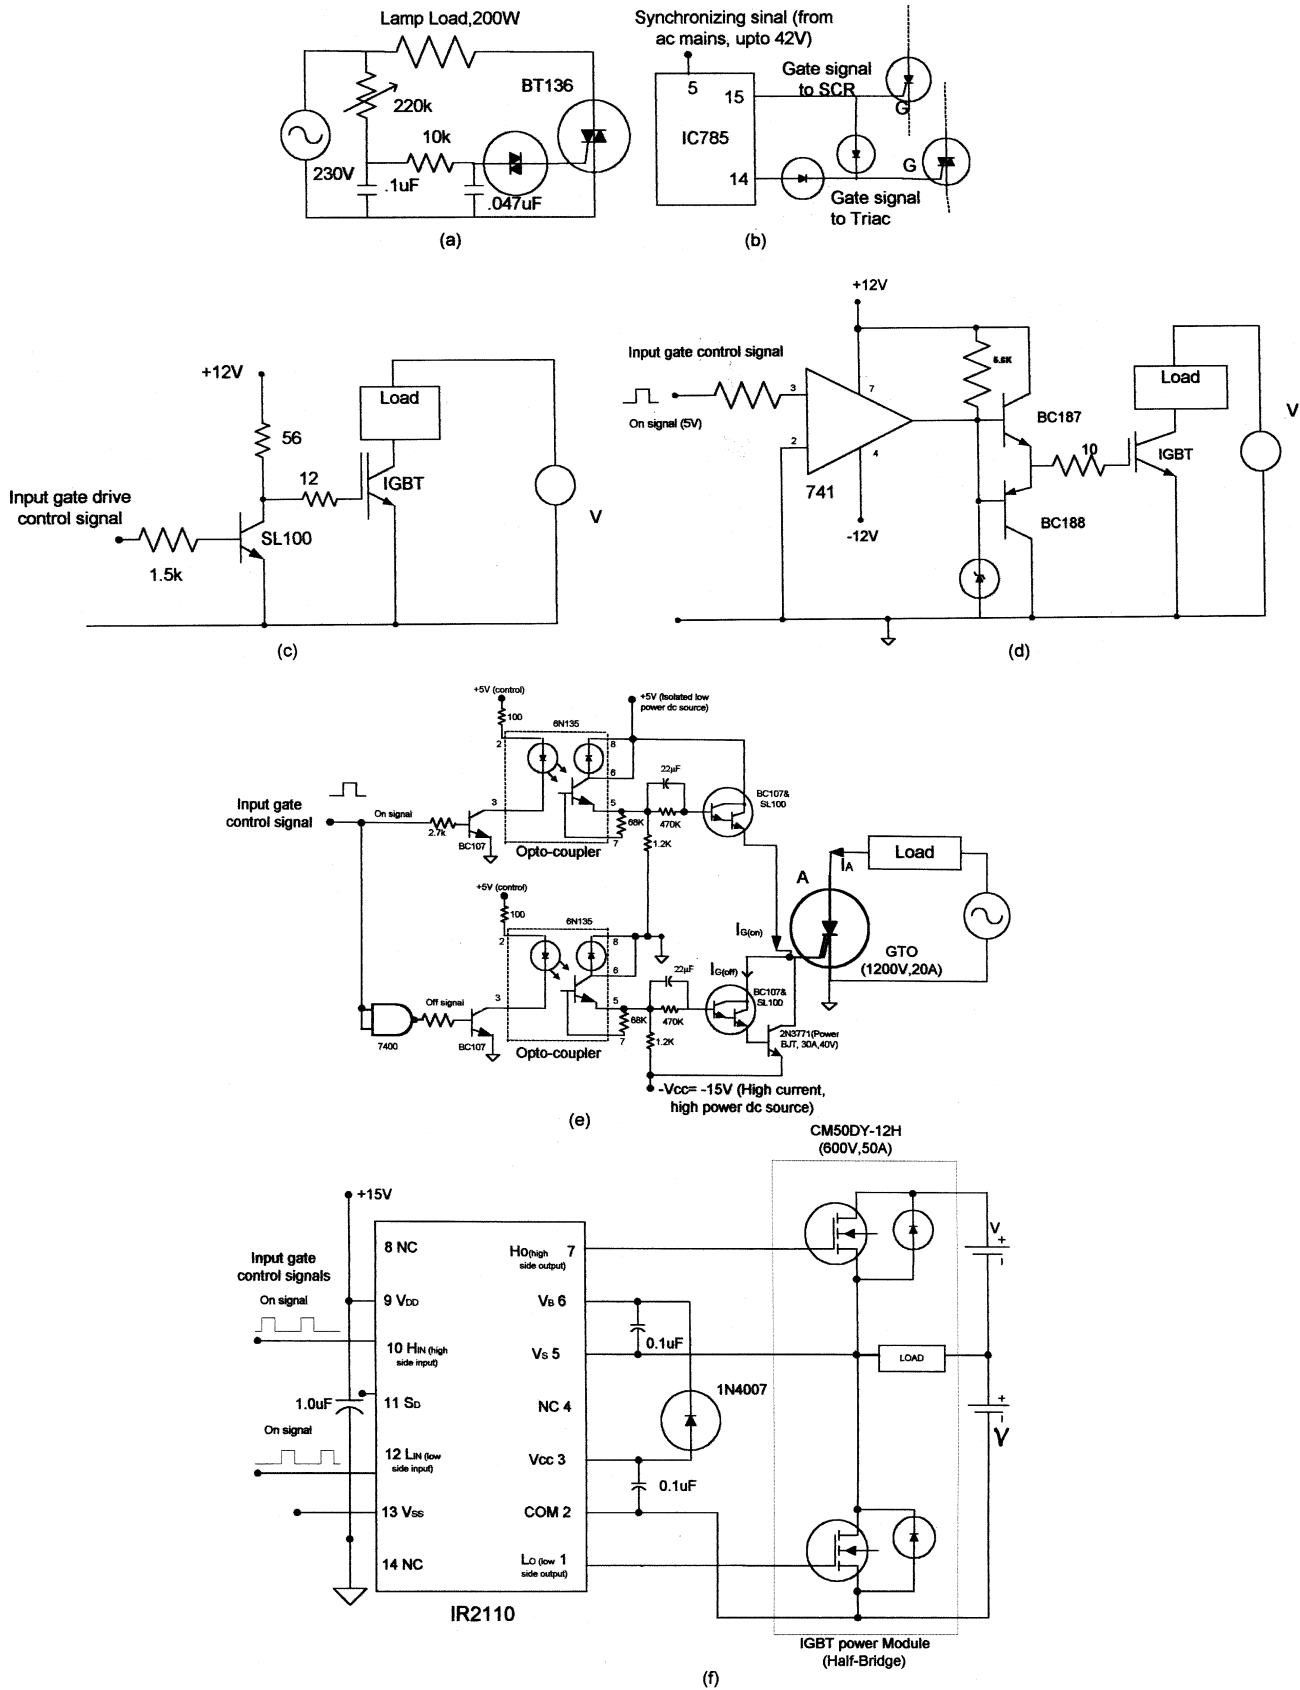 Lamp Load,200W
BT136
220k
10k
230V
.1uF
.047uF
(a)
Synchronizing sinal (from
ac mains, upto 42V)
5
15
IC785
14
Gate signal
to SCR
G
G
Gate signal
to Triac
(b)
+12V
56
12
Load
IGBT
Input gate drive
control signal
SL100
1.5k
V
(c)
+12V
Input gate control signal
On signal (5V)
3
2
7
4
741
-12V
5.6K
BC187
BC188
10
Load
IGBT
V
(d)
+5V (control)
100
2
6N135
8
6
3
5
7
+5V (Isolated low
power dc source)
22µF
68K
470K
1.2K
BC107&
SL100
Input gate
control signal
On signal
2.7k
BC107
Opto-coupler
+5V (control)
100
2
6N135
8
6
3
5
7
22µF
68K
470K
1.2K
BC107&
SL100
Off signal
7400
BC107
Opto-coupler
IG(on)
IG(off)
A
IA
Load
GTO
(1200V,20A)
2N3771(Power
BJT, 30A,40V)
-Vcc= -15V (High current,
high power dc source)
(e)
CM50DY-12H
(600V,50A)
+15V
Input gate
control signals
On signal
1.0uF
On signal
8 NC
9 VDD
10 HIN (high
side input)
11 SD
12 LIN (low
side input)
13 VSS
14 NC
HO(high 7
side output)
VB 6
VS 5
NC 4
Vcc 3
COM 2
LO (low 1
side output)
IR2110
0.1uF
1N4007
0.1uF
V
+
-
LOAD
+
-
V
IGBT power Module
(Half-Bridge)
(f)